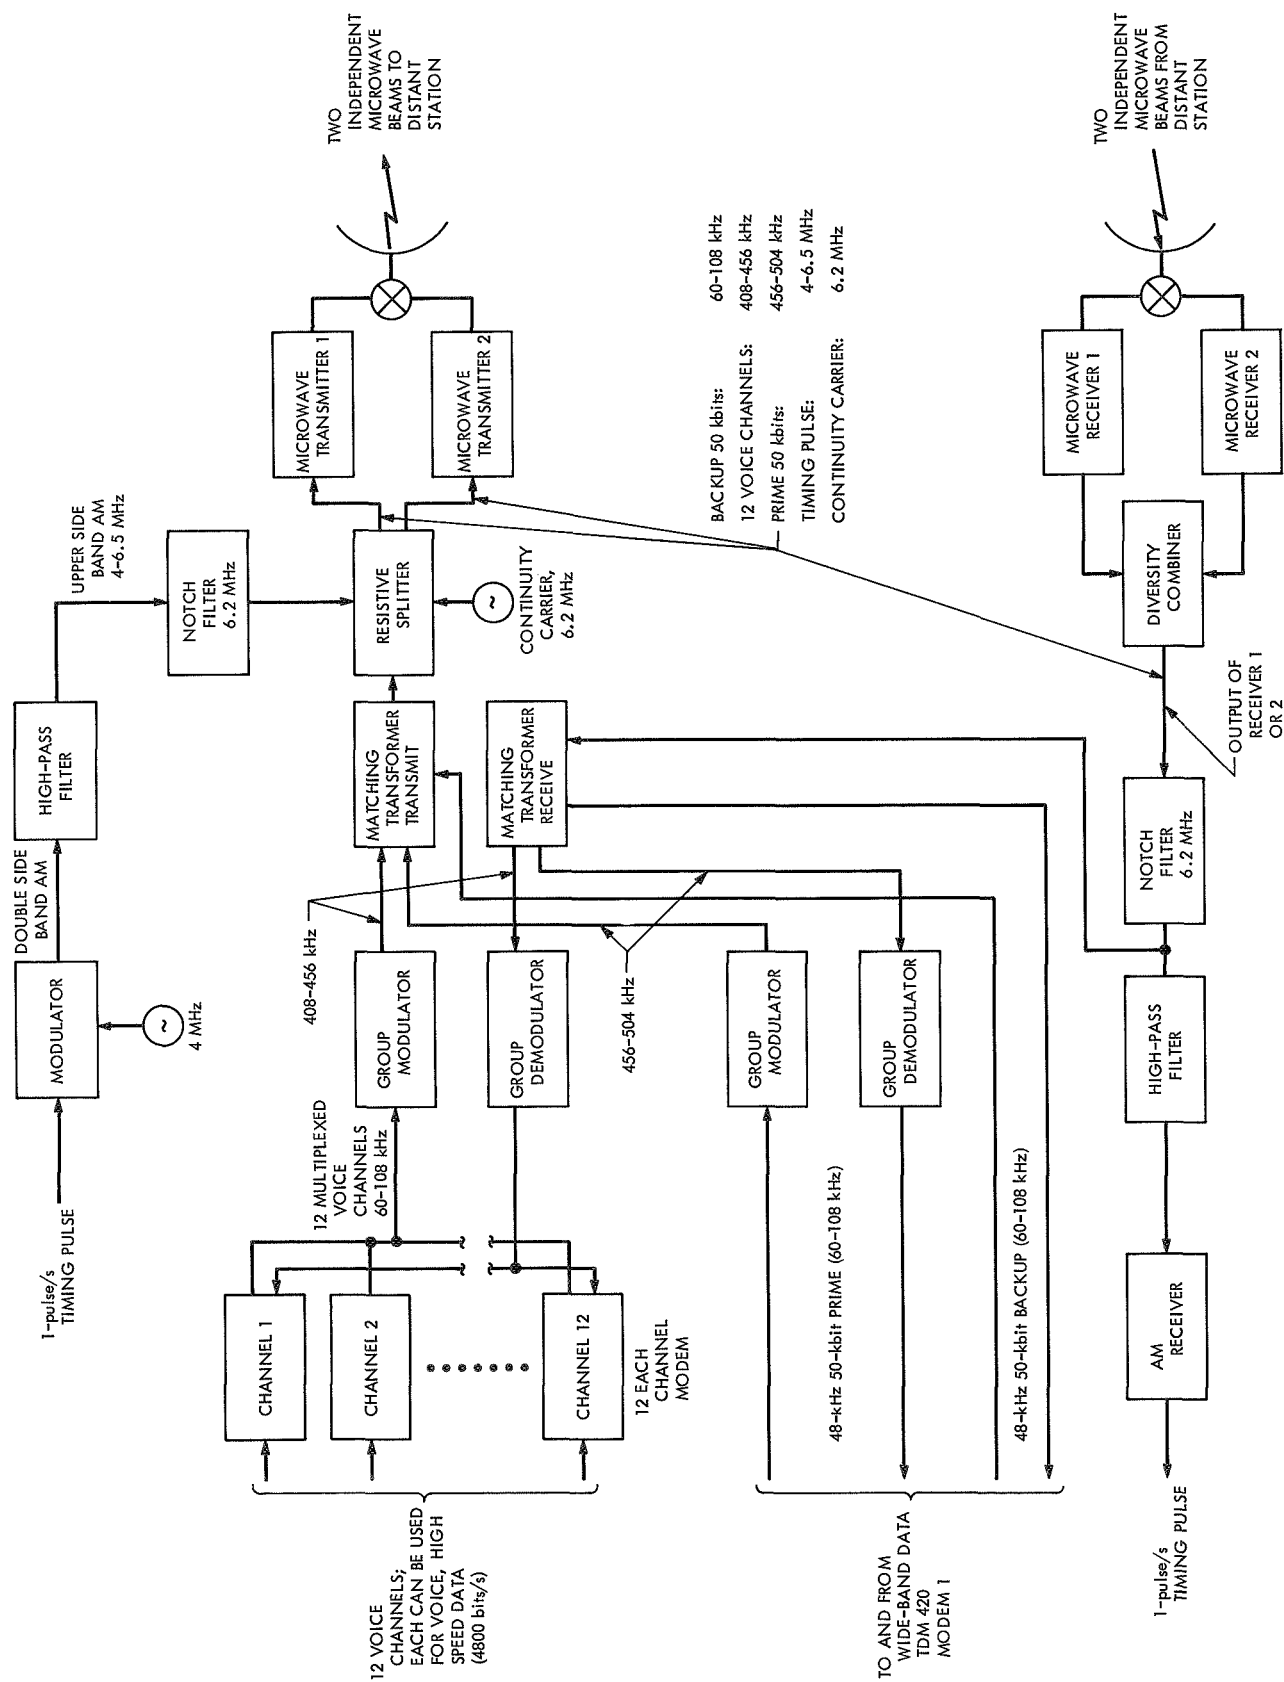 1-pulse/s
TIMING PULSE
MODULATOR
4 MHz
DOUBLE SIDE
BAND AM
HIGH-PASS
FILTER
UPPER SIDE
BAND AM
4-6.5 MHz
NOTCH
FILTER
6.2 MHz
12 VOICE
CHANNELS;
EACH CAN BE USED
FOR VOICE, HIGH
SPEED DATA
(4800 bits/s)
CHANNEL 1
CHANNEL 2
CHANNEL 12
12 EACH
CHANNEL
MODEM
12 MULTIPLEXED
VOICE
CHANNELS
60-108 kHz
GROUP
MODULATOR
408-456 kHz
GROUP
DEMODULATOR
MATCHING
TRANSFORMER
TRANSMIT
MATCHING
TRANSFORMER
RECEIVE
RESISTIVE
SPLITTER
CONTINUITY
CARRIER,
6.2 MHz
MICROWAVE
TRANSMITTER 1
MICROWAVE
TRANSMITTER 2
TWO
INDEPENDENT
MICROWAVE
BEAMS TO
DISTANT
STATION
456-504 kHz
GROUP
MODULATOR
GROUP
DEMODULATOR
48-kHz 50-kbit PRIME (60-108 kHz)
48-kHz 50-kbit BACKUP (60-108 kHz)
TO AND FROM
WIDE-BAND DATA
TDM 420
MODEM 1
BACKUP 50 kbits: 60-108 kHz
12 VOICE CHANNELS: 408-456 kHz
PRIME 50 kbits: 456-504 kHz
TIMING PULSE: 4-6.5 MHz
CONTINUITY CARRIER: 6.2 MHz
1-pulse/s
TIMING PULSE
AM
RECEIVER
HIGH-PASS
FILTER
NOTCH
FILTER
6.2 MHz
OUTPUT OF
RECEIVER 1
OR 2
DIVERSITY
COMBINER
MICROWAVE
RECEIVER 1
MICROWAVE
RECEIVER 2
TWO
INDEPENDENT
MICROWAVE
BEAMS FROM
DISTANT
STATION